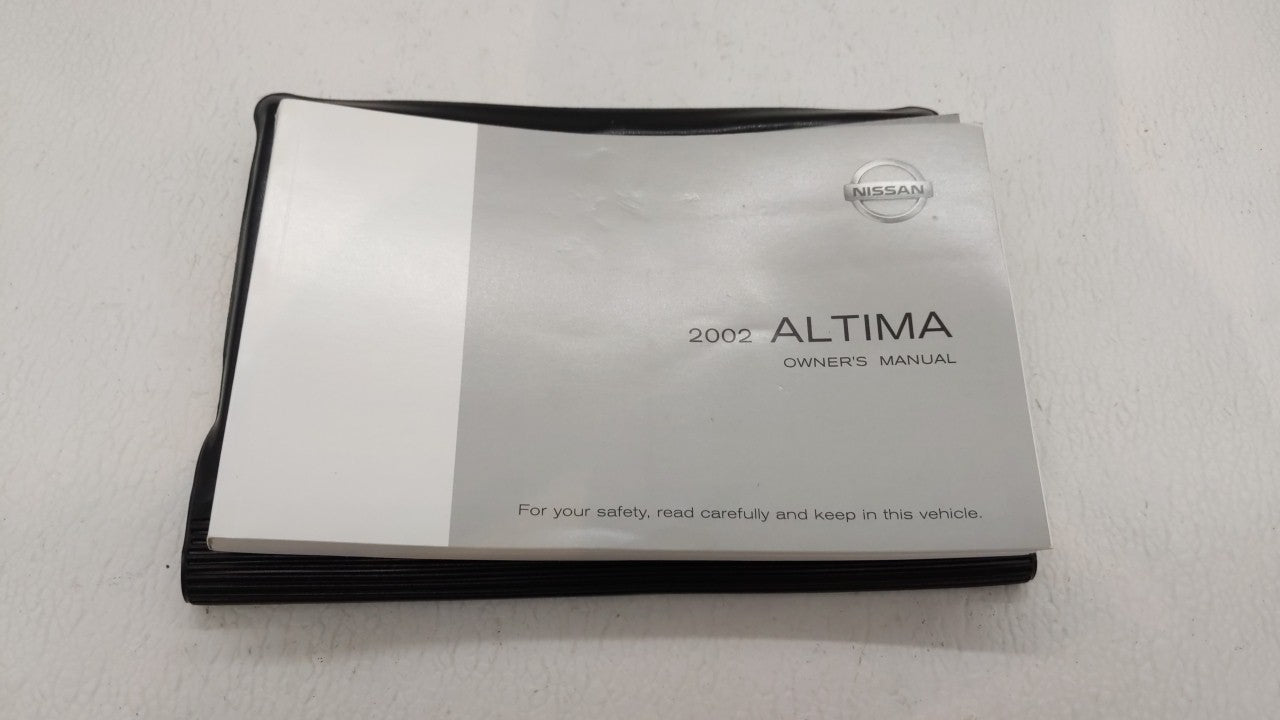 NISSAN
2002 ALTIMA
OWNER'S MANUAL
For your safety, read carefully and keep in this vehicle.